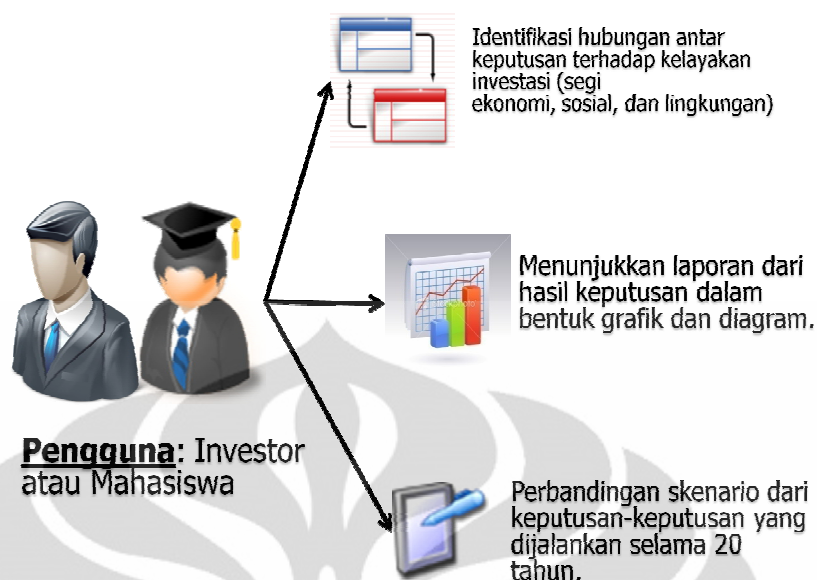 Identifikasi hubungan antar
keputusan terhadap kelayakan
investasi (segi
ekonomi, sosial, dan lingkungan)
Menunjukkan laporan dari
hasil keputusan dalam
bentuk grafik dan diagram.
Pengguna: Investor
atau Mahasiswa
Perbandingan skenario dari
keputusan-keputusan yang
dijalankan selama 20
tahun.